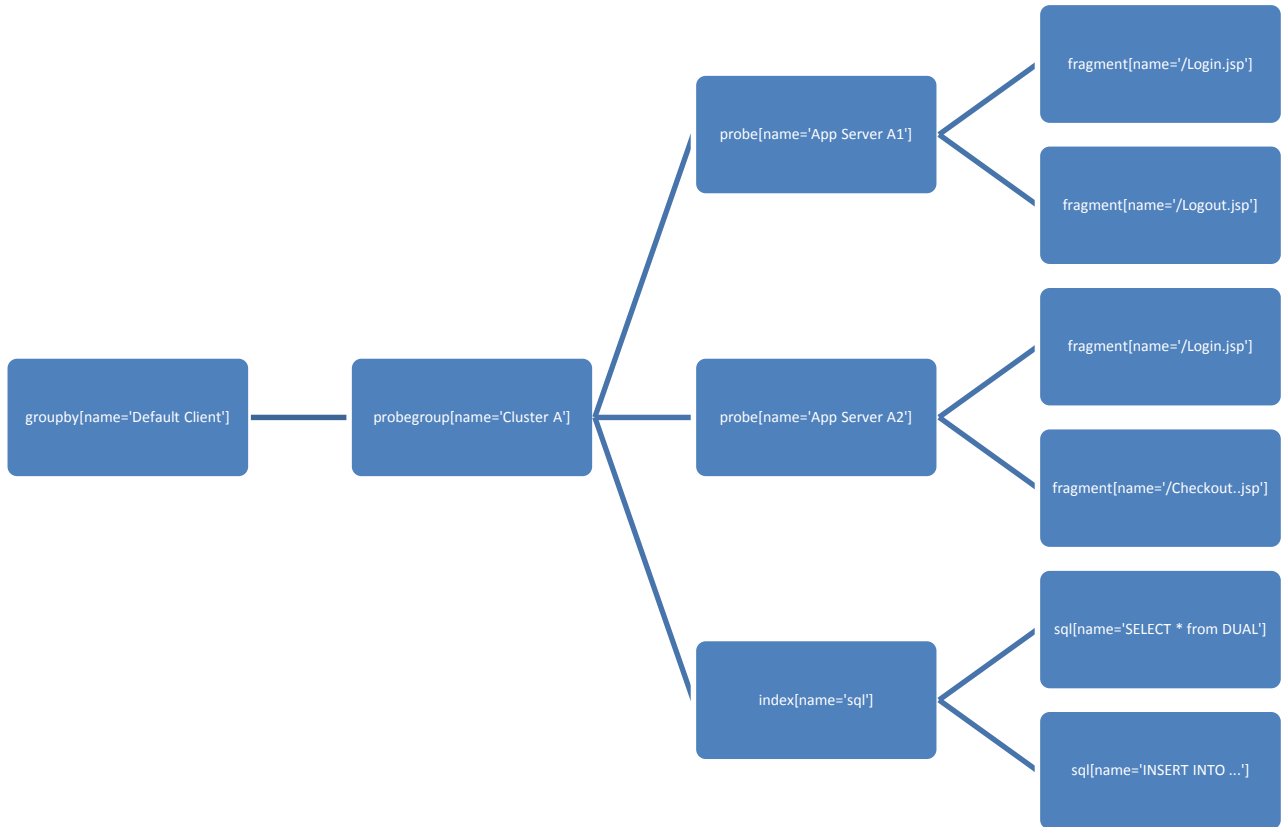 groupby[name='Default Client']
probegroup[name='Cluster A']
probe[name='App Server A1']
fragment[name='/Login.jsp']
fragment[name='/Logout.jsp']
probe[name='App Server A2']
fragment[name='/Login.jsp']
fragment[name='/Checkout..jsp']
index[name='sql']
sql[name='SELECT * from DUAL']
sql[name='INSERT INTO ...']